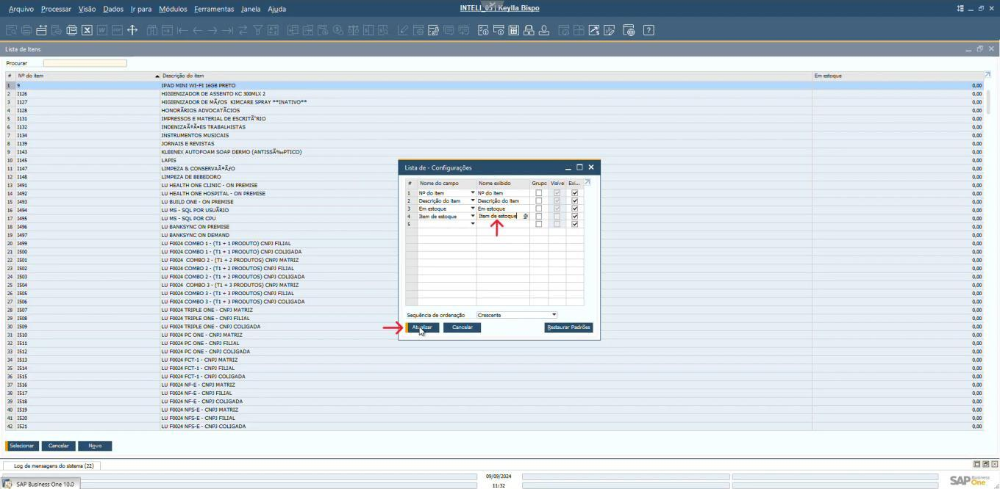 Arquivo Processar Visão Dados Ir para Módulos Ferramentas Janela Ajuda
INTELI_05 | Keylla Bispo
Lista de Itens
Procurar
# Nº do item Descrição do item Em estoque
1 9 IPAD MINI WI-FI 16GB PRETO 0,00
2 I126 HIGIENIZADOR DE ASSENTO KC 300MLX 2 0,00
3 I127 HIGIENIZADOR DE MÃƒOS KIMCARE SPRAY **INATIVO** 0,00
4 I128 HONORÃRIOS ADVOCATÃCIOS 0,00
5 I131 IMPRESSOS E MATERIAL DE ESCRITÃ“RIO 0,00
6 I132 INDENIZAÃ‡Ã•ES TRABALHISTAS 0,00
7 I134 INSTRUMENTOS MUSICAIS 0,00
8 I139 JORNAIS E REVISTAS 0,00
9 I143 KLEENEX AUTOFOAM SOAP DERMO (ANTISSÃ‰PTICO) 0,00
10 I145 LAPIS 0,00
11 I147 LIMPEZA & CONSERVAÃ‡ÃƒO 0,00
12 I148 LIMPEZA DE BEBEDORO 0,00
13 I491 LU HEALTH ONE CLINIC - ON PREMISE 0,00
14 I492 LU HEALTH ONE HOSPITAL - ON PREMISE 0,00
15 I493 LU BUILD ONE - ON PREMISE 0,00
16 I494 LU MS - SQL POR USUÃRIO 0,00
17 I495 LU MS - SQL POR CPU 0,00
18 I496 LU BANKSYNC ON PREMISE 0,00
19 I497 LU BANKSYNC ON DEMAND 0,00
20 I499 LU F0024 COMBO 1 - (T1 + 1 PRODUTO) CNPJ FILIAL 0,00
21 I500 LU F0024 COMBO 1 - (T1 + 1 PRODUTO) CNPJ COLIGADA 0,00
22 I501 LU F0024 COMBO 2 - (T1 + 2 PRODUTOS) CNPJ MATRIZ 0,00
23 I502 LU F0024 COMBO 2 - (T1 + 2 PRODUTOS) CNPJ FILIAL 0,00
24 I503 LU F0024 COMBO 2 - (T1 + 2 PRODUTOS) CNPJ COLIGADA 0,00
25 I504 LU F0024 COMBO 3 - (T1 + 3 PRODUTOS) CNPJ MATRIZ 0,00
26 I505 LU F0024 COMBO 3 - (T1 + 3 PRODUTOS) CNPJ FILIAL 0,00
27 I506 LU F0024 COMBO 3 - (T1 + 3 PRODUTOS) CNPJ COLIGADA 0,00
28 I507 LU F0024 TRIPLE ONE - CNPJ MATRIZ 0,00
29 I508 LU F0024 TRIPLE ONE - CNPJ FILIAL 0,00
30 I509 LU F0024 TRIPLE ONE - CNPJ COLIGADA 0,00
31 I510 LU F0024 PC ONE - CNPJ MATRIZ 0,00
32 I511 LU F0024 PC ONE - CNPJ FILIAL 0,00
33 I512 LU F0024 PC ONE - CNPJ COLIGADA 0,00
34 I513 LU F0024 FCT-1 - CNPJ MATRIZ 0,00
35 I514 LU F0024 FCT-1 - CNPJ FILIAL 0,00
36 I515 LU F0024 FCT-1 - CNPJ COLIGADA 0,00
37 I516 LU F0024 NF-E - CNPJ MATRIZ 0,00
38 I517 LU F0024 NF-E - CNPJ FILIAL 0,00
39 I518 LU F0024 NF-E - CNPJ COLIGADA 0,00
40 I519 LU F0024 NFS-E - CNPJ MATRIZ 0,00
41 I520 LU F0024 NFS-E - CNPJ FILIAL 0,00
42 I521 LU F0024 NFS-E - CNPJ COLIGADA 0,00
Lista de - Configurações
# Nome do campo Nome exibido Grupo Visíve Exi...
1 Nº do item Nº do item
2 Descrição do item Descrição do item
3 Em estoque Em estoque
4 Item de estoque Item de estoque
5
Sequência de ordenação Crescente
Atualizar Cancelar Restaurar Padrões
Selecionar Cancelar Novo
Log de mensagens do sistema (22)
09/09/2024
11:32
SAP Business One 10.0
SAP Business One